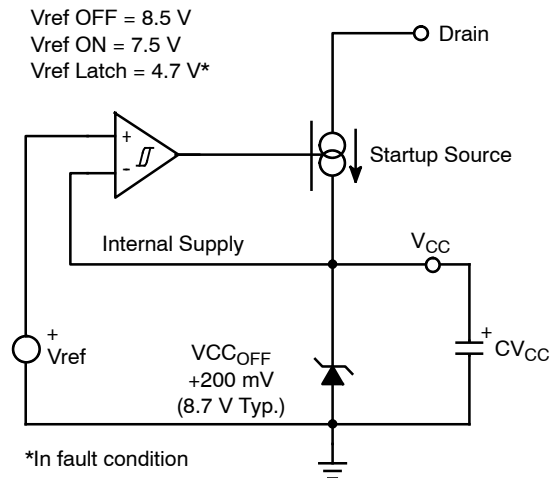 Vref OFF = 8.5 V
Vref ON = 7.5 V
Vref Latch = 4.7 V*
Drain
+
-
Startup Source
Internal Supply
VCC
+
Vref
VCCOFF
+200 mV
(8.7 V Typ.)
+
CVCC
*In fault condition